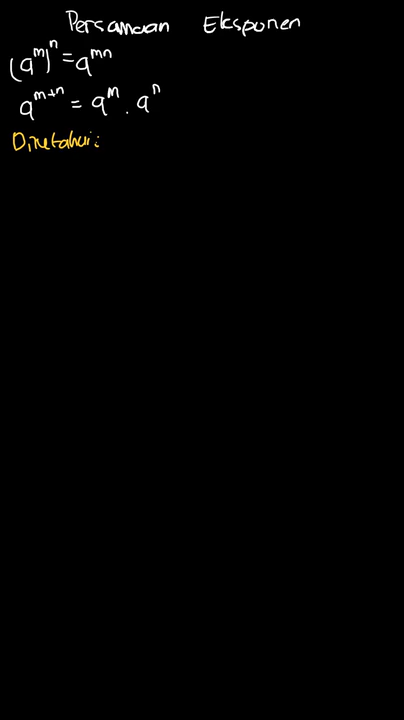 Persamaan Eksponen
(a^m)^n = a^mn
a^m+n = a^m . a^n
Diketahui: